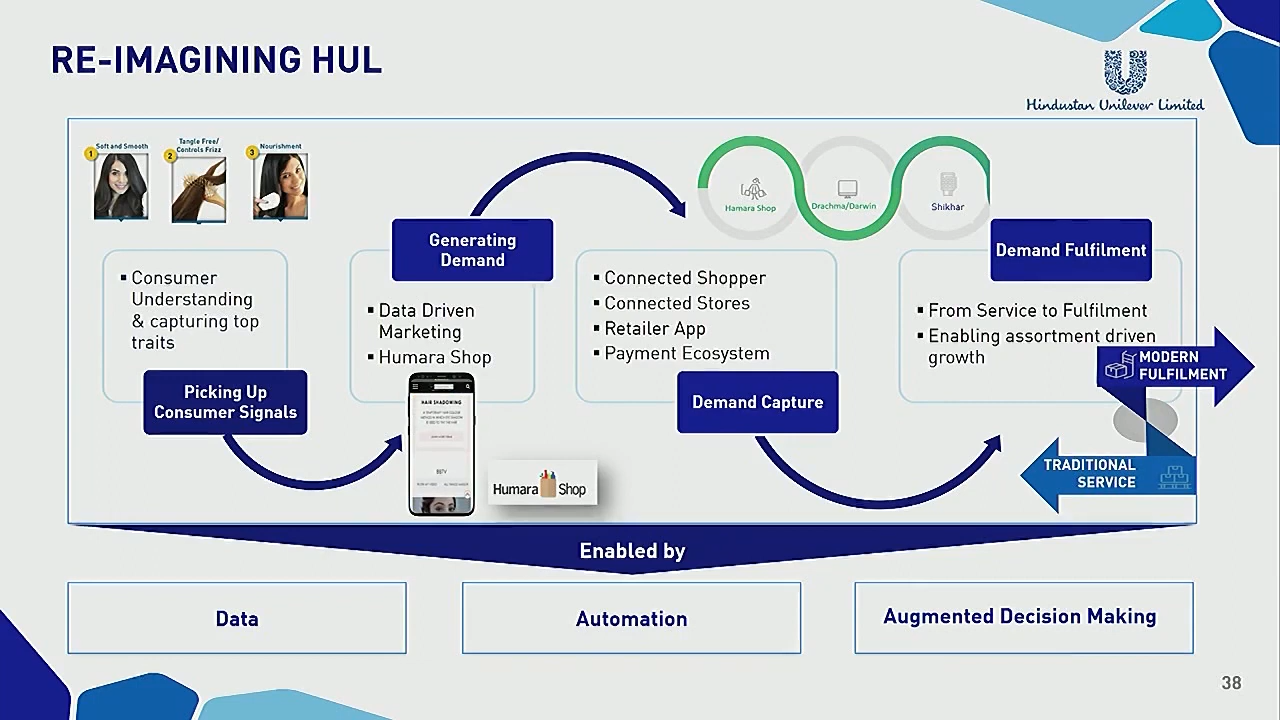 RE-IMAGINING HUL
Hindustan Unilever Limited
1
Soft and Smooth
2
Tangle Free/
Controls Frizz
3
Nourishment
Hamara Shop
Drachma/Darwin
Shikhar
▪ Consumer
Understanding
& capturing top
traits
Picking Up
Consumer Signals
Generating
Demand
▪ Data Driven
Marketing
▪ Humara Shop
HAIR SHADOWING
Humara Shop
▪ Connected Shopper
▪ Connected Stores
▪ Retailer App
▪ Payment Ecosystem
Demand Capture
Demand Fulfilment
▪ From Service to Fulfilment
▪ Enabling assortment driven
growth
MODERN
FULFILMENT
TRADITIONAL
SERVICE
Enabled by
Data
Automation
Augmented Decision Making
38